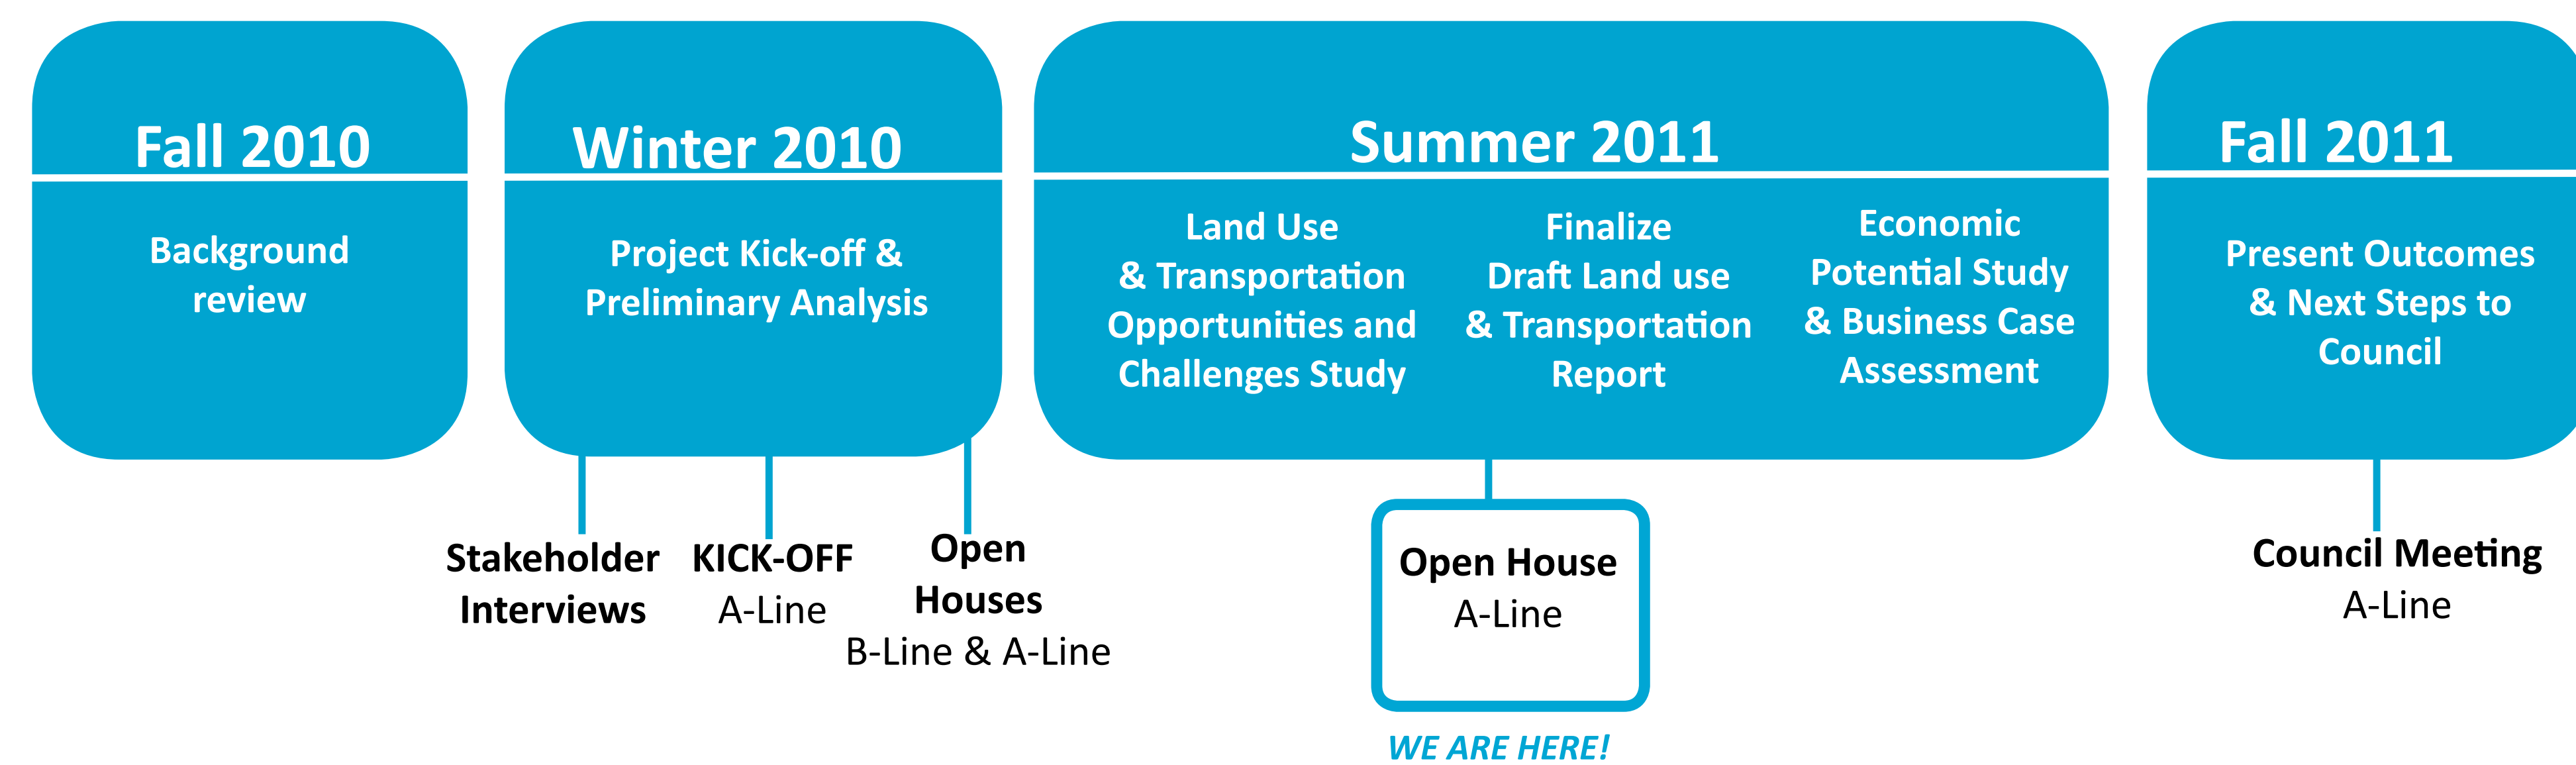 Fall 2010
Background
review
Winter 2010
Project Kick-off &
Preliminary Analysis
Summer 2011
Land Use
& Transportation
Opportunities and
Challenges Study
Finalize
Draft Land use
& Transportation
Report
Economic
Potential Study
& Business Case
Assessment
Fall 2011
Present Outcomes
& Next Steps to
Council
Stakeholder
Interviews
KICK-OFF
A-Line
Open
Houses
B-Line & A-Line
Open House
A-Line
WE ARE HERE!
Council Meeting
A-Line